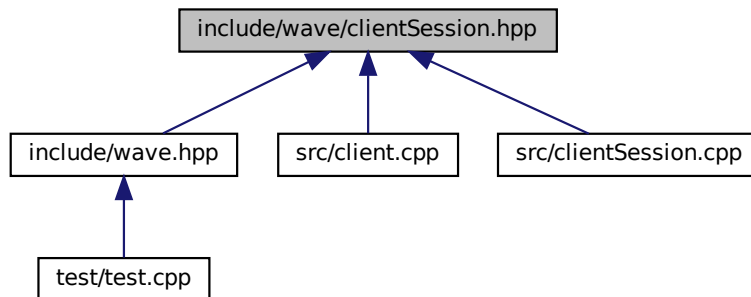 include/wave/clientSession.hpp
include/wave.hpp
src/client.cpp
src/clientSession.cpp
test/test.cpp